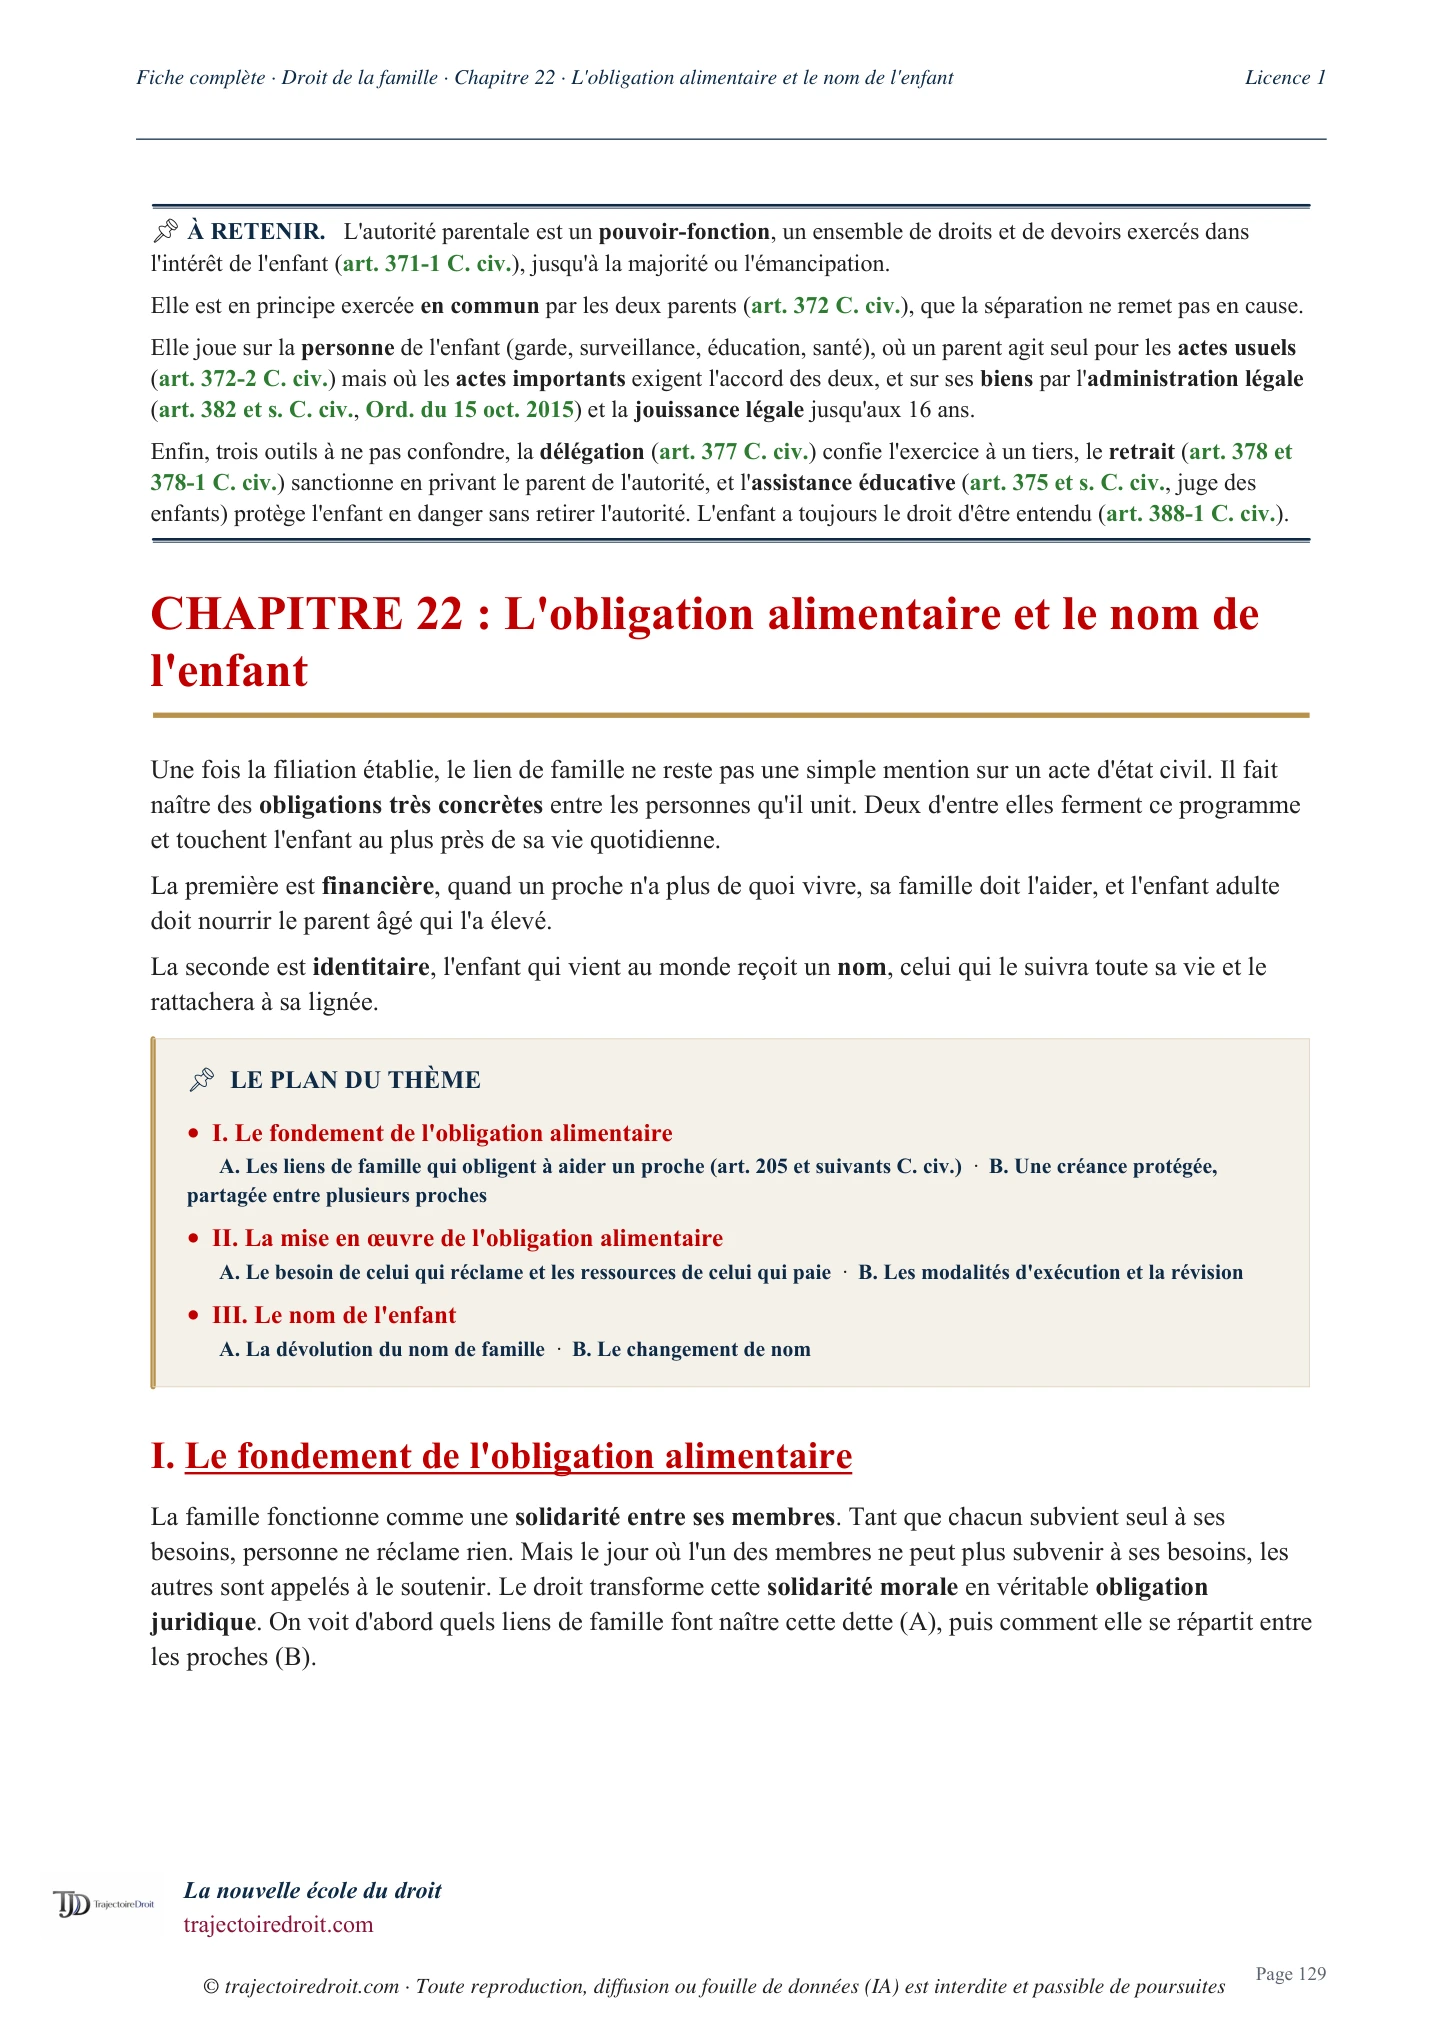 Fiche complète · Droit de la famille · Chapitre 22 · L'obligation alimentaire et le nom de l'enfant Licence 1
À RETENIR. L'autorité parentale est un pouvoir-fonction, un ensemble de droits et de devoirs exercés dans
l'intérêt de l'enfant (art. 371-1 C. civ.), jusqu'à la majorité ou l'émancipation.
Elle est en principe exercée en commun par les deux parents (art. 372 C. civ.), que la séparation ne remet pas en cause.
Elle joue sur la personne de l'enfant (garde, surveillance, éducation, santé), où un parent agit seul pour les actes usuels
(art. 372-2 C. civ.) mais où les actes importants exigent l'accord des deux, et sur ses biens par l'administration légale
(art. 382 et s. C. civ., Ord. du 15 oct. 2015) et la jouissance légale jusqu'aux 16 ans.
Enfin, trois outils à ne pas confondre, la délégation (art. 377 C. civ.) confie l'exercice à un tiers, le retrait (art. 378 et
378-1 C. civ.) sanctionne en privant le parent de l'autorité, et l'assistance éducative (art. 375 et s. C. civ., juge des
enfants) protège l'enfant en danger sans retirer l'autorité. L'enfant a toujours le droit d'être entendu (art. 388-1 C. civ.).
CHAPITRE 22 : L'obligation alimentaire et le nom de
l'enfant
Une fois la filiation établie, le lien de famille ne reste pas une simple mention sur un acte d'état civil. Il fait
naître des obligations très concrètes entre les personnes qu'il unit. Deux d'entre elles ferment ce programme
et touchent l'enfant au plus près de sa vie quotidienne.
La première est financière, quand un proche n'a plus de quoi vivre, sa famille doit l'aider, et l'enfant adulte
doit nourrir le parent âgé qui l'a élevé.
La seconde est identitaire, l'enfant qui vient au monde reçoit un nom, celui qui le suivra toute sa vie et le
rattachera à sa lignée.
LE PLAN DU THÈME
• I. Le fondement de l'obligation alimentaire
A. Les liens de famille qui obligent à aider un proche (art. 205 et suivants C. civ.) · B. Une créance protégée,
partagée entre plusieurs proches
• II. La mise en œuvre de l'obligation alimentaire
A. Le besoin de celui qui réclame et les ressources de celui qui paie · B. Les modalités d'exécution et la révision
• III. Le nom de l'enfant
A. La dévolution du nom de famille · B. Le changement de nom
I. Le fondement de l'obligation alimentaire
La famille fonctionne comme une solidarité entre ses membres. Tant que chacun subvient seul à ses
besoins, personne ne réclame rien. Mais le jour où l'un des membres ne peut plus subvenir à ses besoins, les
autres sont appelés à le soutenir. Le droit transforme cette solidarité morale en véritable obligation
juridique. On voit d'abord quels liens de famille font naître cette dette (A), puis comment elle se répartit entre
les proches (B).
TJD TrajectoireDroit
La nouvelle école du droit
trajectoiredroit.com
© trajectoiredroit.com · Toute reproduction, diffusion ou fouille de données (IA) est interdite et passible de poursuites
Page 129